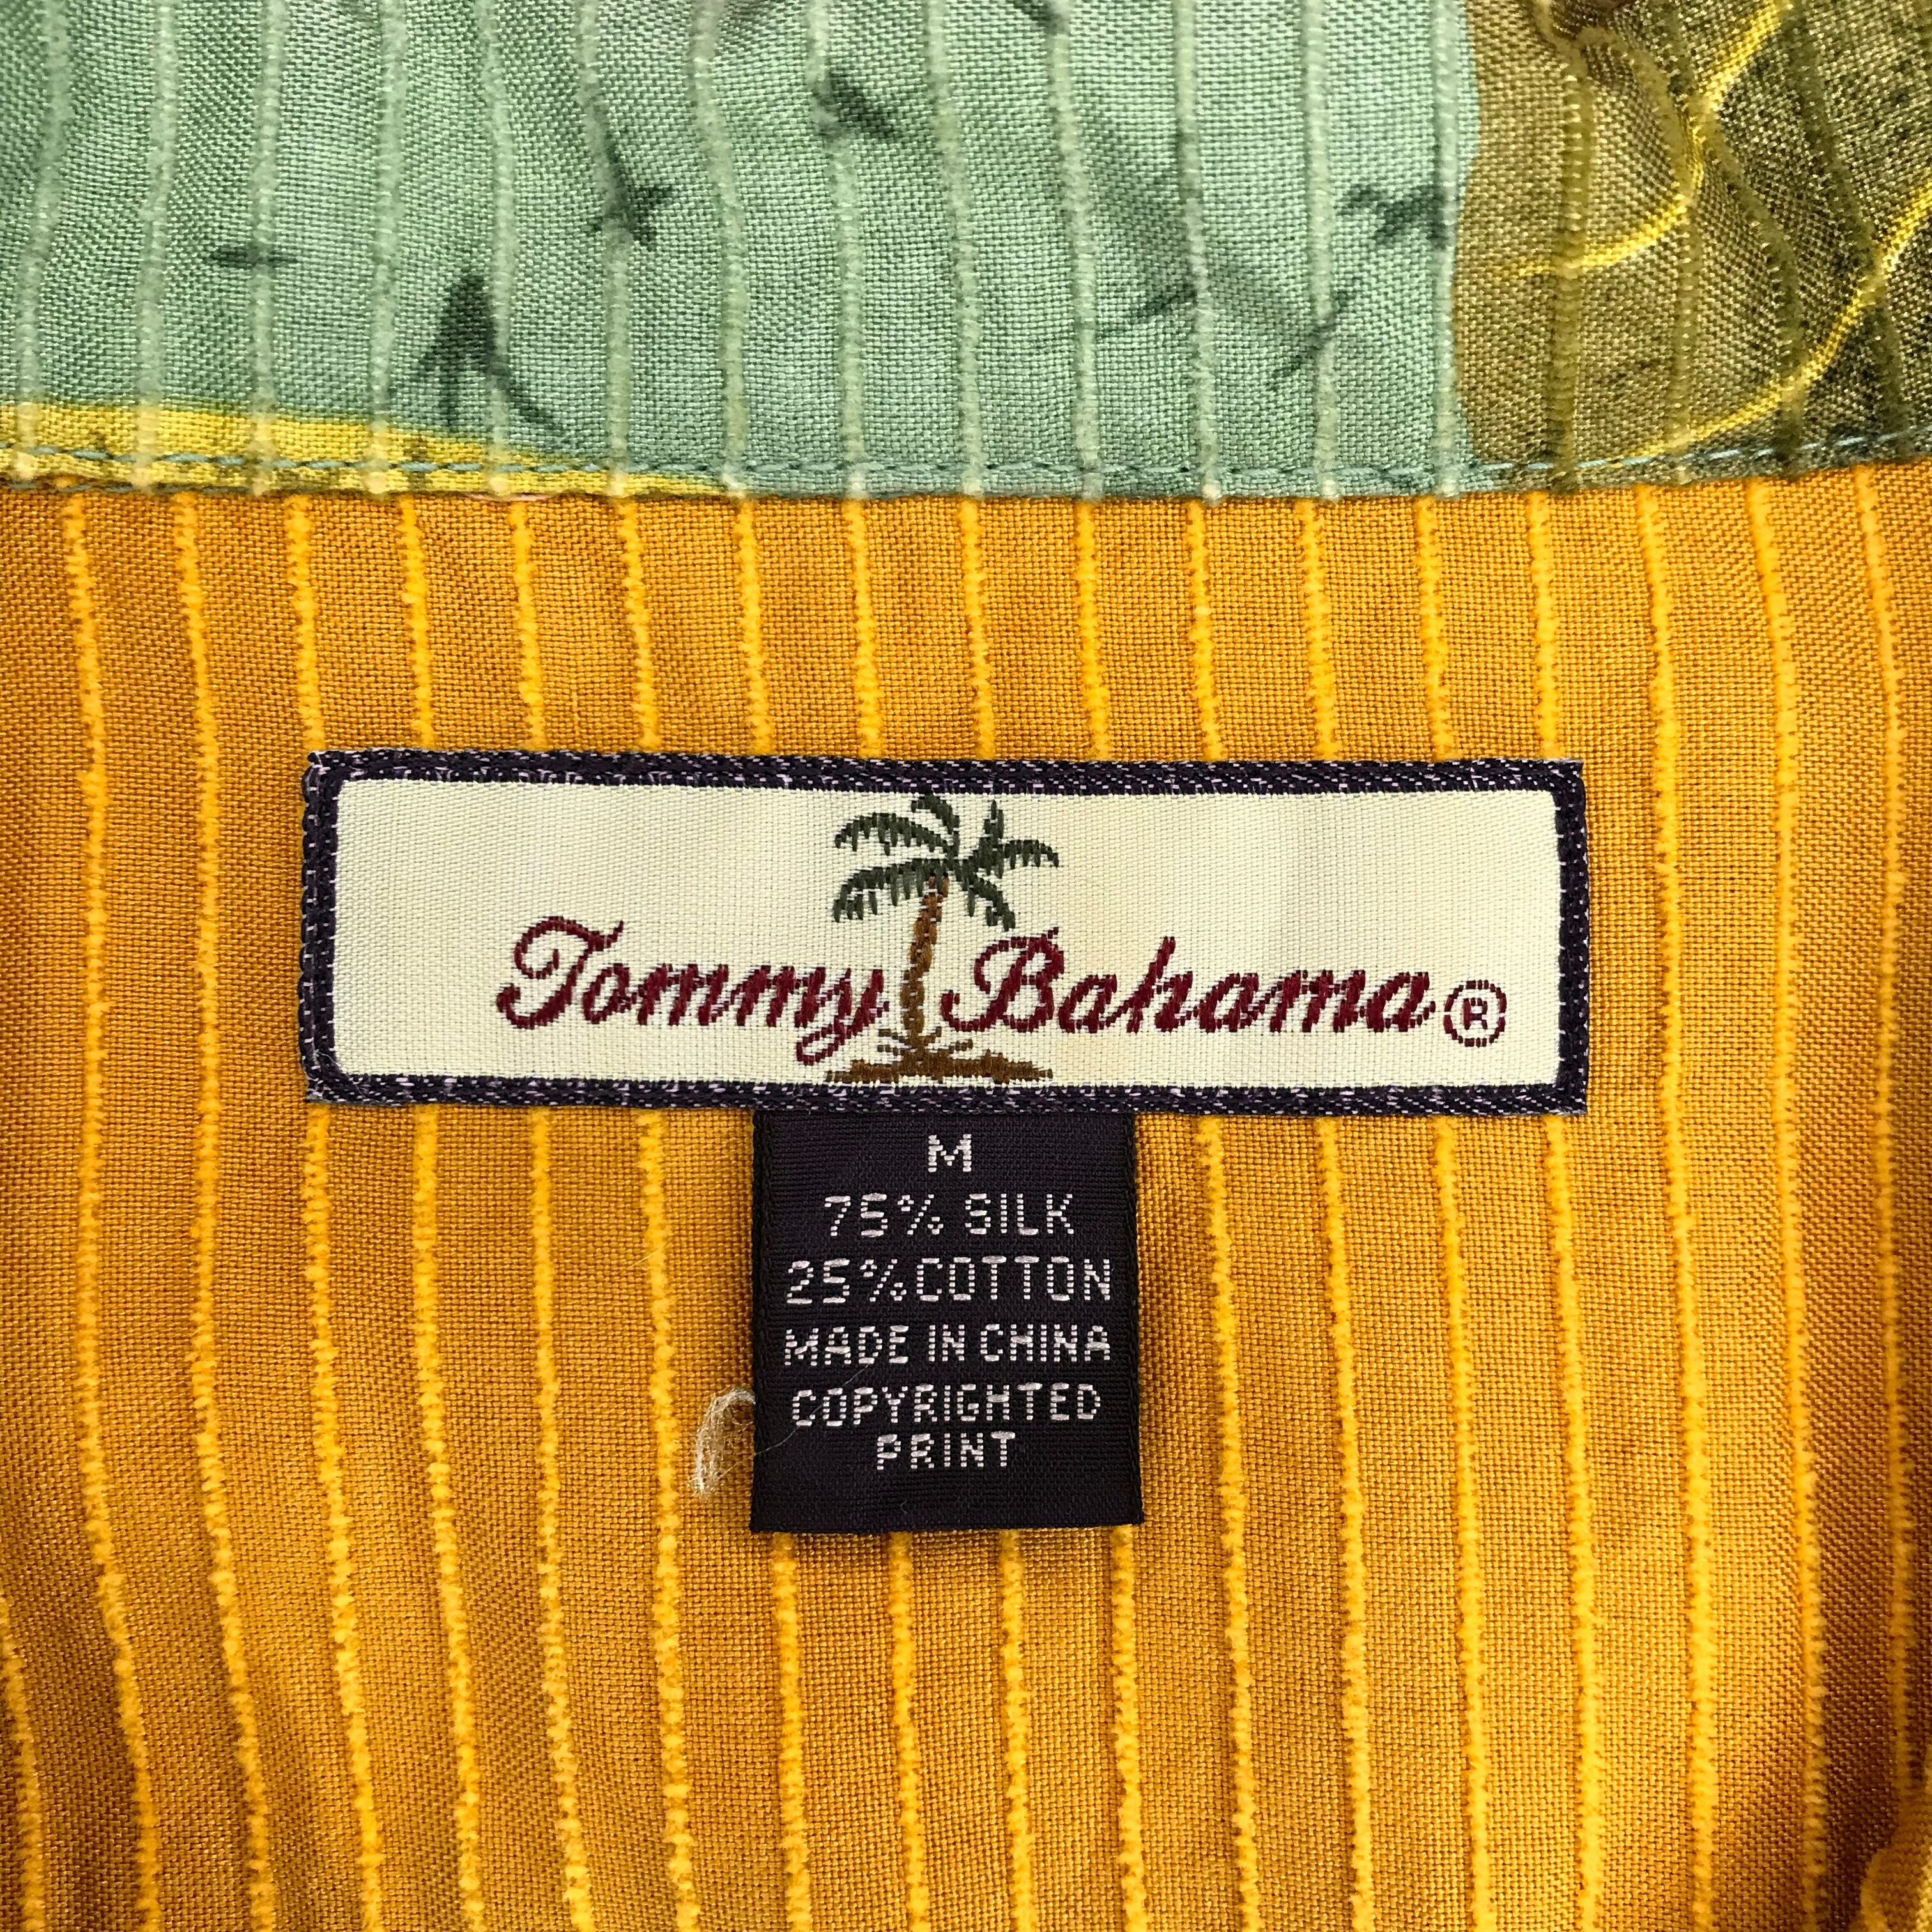 Tommy Bahama®
M
75% SILK
25% COTTON
MADE IN CHINA
COPYRIGHTED
PRINT